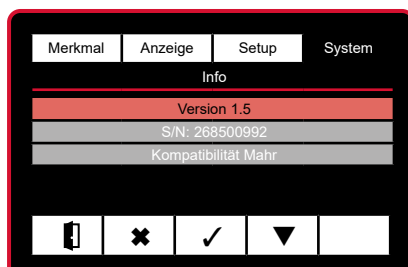 Merkmal Anzeige Setup System
Info
Version 1.5
S/N: 268500992
Kompatibilität Mahr